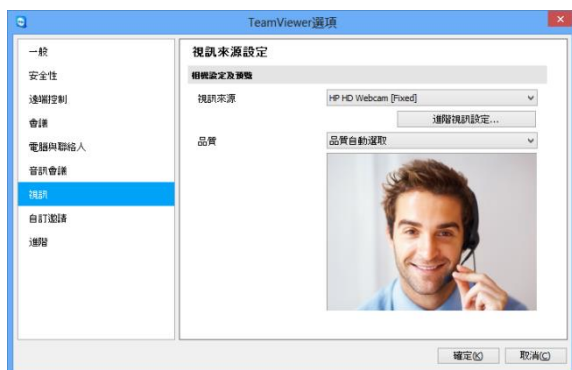 TeamViewer選項
一般
安全性
遠端控制
會議
電腦與聯絡人
音訊會議
視訊
自訂邀請
進階
視訊來源設定
相機設定及預覽
視訊來源
HP HD Webcam [Fixed]
進階視訊設定...
品質
品質自動選取
確定(K)
取消(C)